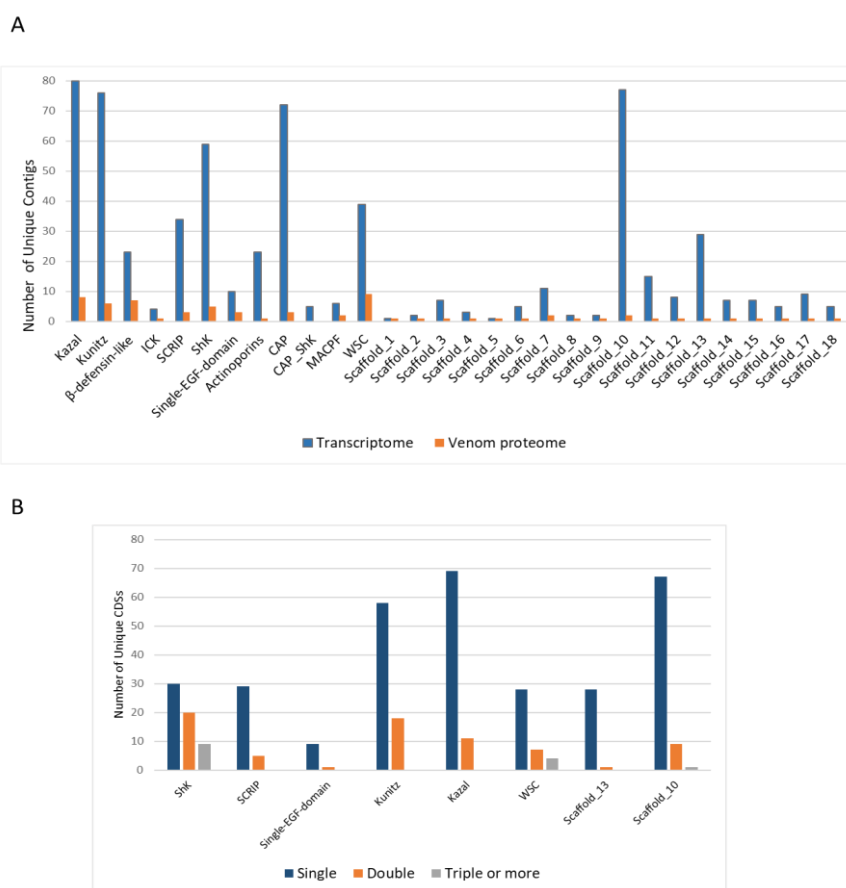 A
80
70
60
50
40
30
20
10
0
Number of Unique Contigs
Kazal
Kunitz
β-defensin-like
ICK
SCRIP
ShK
Single-EGF-domain
Actinoporins
CAP
CAP_ShK
MACPF
WSC
Scaffold_1
Scaffold_2
Scaffold_3
Scaffold_4
Scaffold_5
Scaffold_6
Scaffold_7
Scaffold_8
Scaffold_9
Scaffold_10
Scaffold_11
Scaffold_12
Scaffold_13
Scaffold_14
Scaffold_15
Scaffold_16
Scaffold_17
Scaffold_18
Transcriptome Venom proteome
B
80
70
60
50
40
30
20
10
0
Number of Unique CDSs
ShK
SCRIP
Single-EGF-domain
Kunitz
Kazal
WSC
Scaffold_13
Scaffold_10
Single Double Triple or more